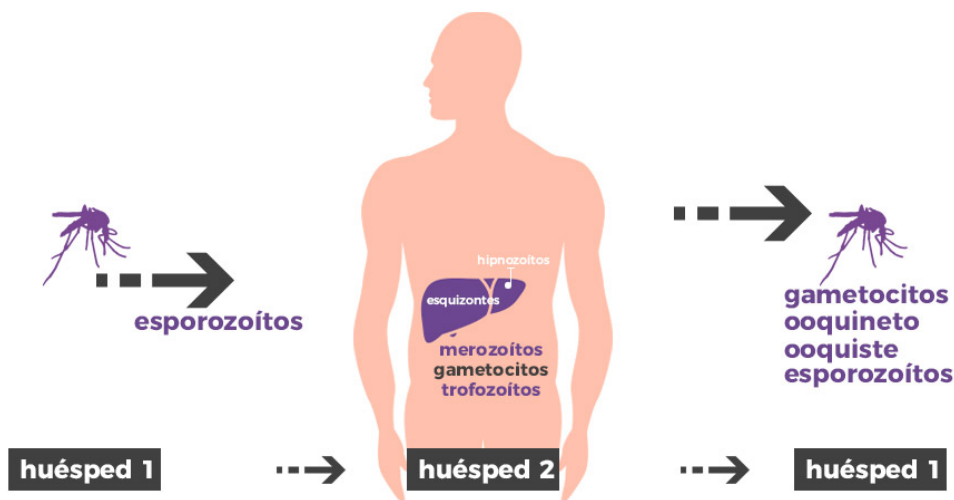 hipnozoítos
esquizontes
esporozoítos
merozoítos
gametocitos
trofozoítos
gametocitos
ooquineto
ooquiste
esporozoítos
huésped 1
huésped 2
huésped 1